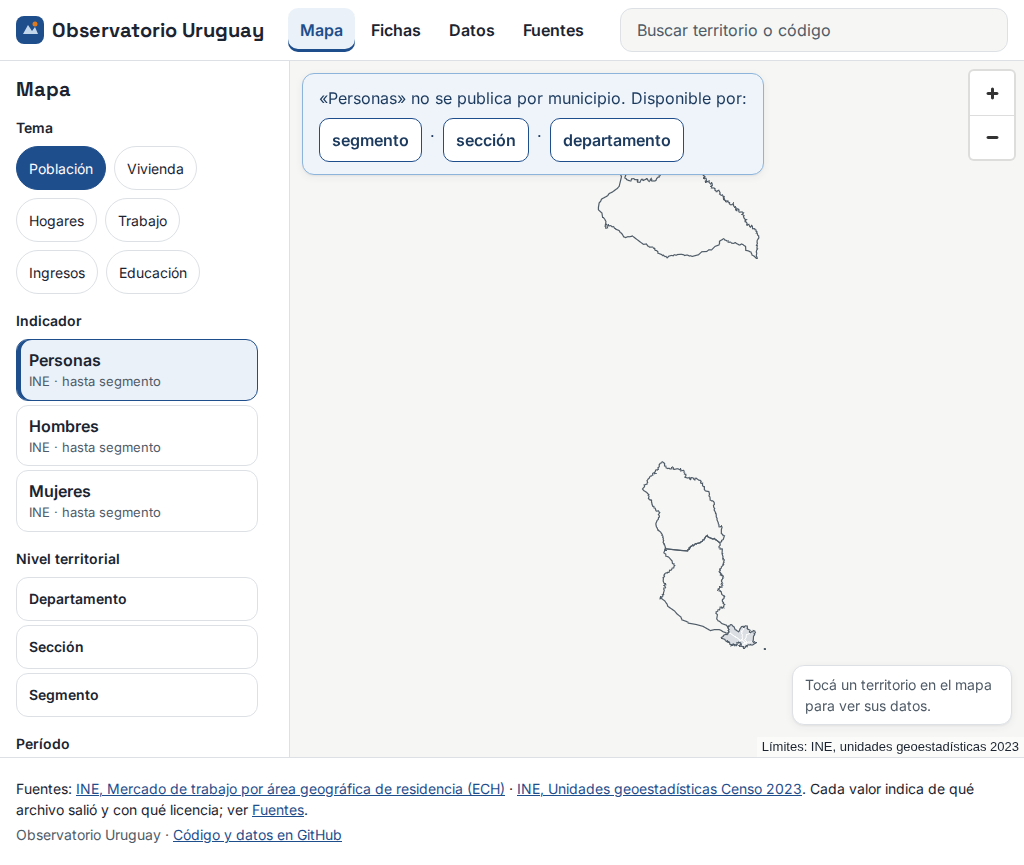 Observatorio Uruguay
Mapa
Fichas
Datos
Fuentes
Buscar territorio o código
Mapa
Tema
Población
Vivienda
Hogares
Trabajo
Ingresos
Educación
Indicador
Personas
INE · hasta segmento
Hombres
INE · hasta segmento
Mujeres
INE · hasta segmento
Nivel territorial
Departamento
Sección
Segmento
Período
«Personas» no se publica por municipio. Disponible por:
segmento · sección · departamento
+
−
Tocá un territorio en el mapa
para ver sus datos.
Límites: INE, unidades geoestadísticas 2023
Fuentes: INE, Mercado de trabajo por área geográfica de residencia (ECH) · INE, Unidades geoestadísticas Censo 2023. Cada valor indica de qué
archivo salió y con qué licencia; ver Fuentes.
Observatorio Uruguay · Código y datos en GitHub